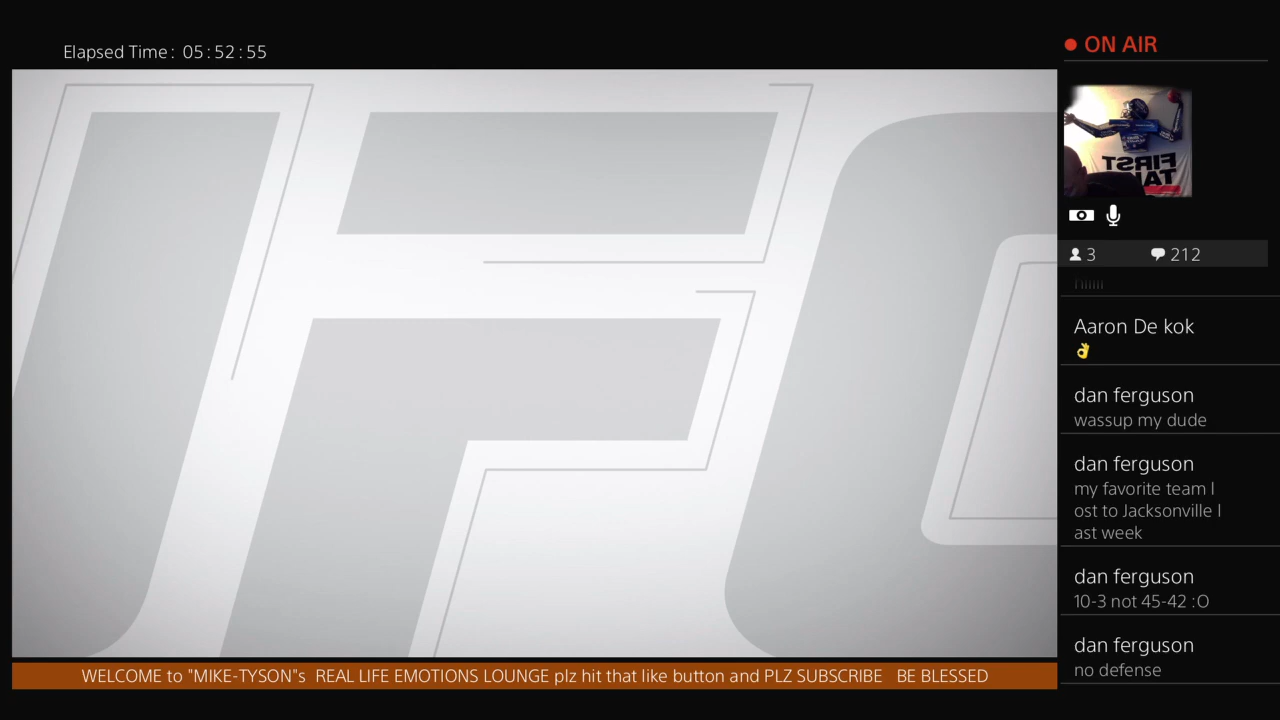 Elapsed Time: 05:52:55
ON AIR
FIRST
3 212
Aaron De kok
👌
dan ferguson
wassup my dude
dan ferguson
my favorite team l
ost to Jacksonville l
ast week
dan ferguson
10-3 not 45-42 :O
dan ferguson
no defense
WELCOME to "MIKE-TYSON"s REAL LIFE EMOTIONS LOUNGE plz hit that like button and PLZ SUBSCRIBE BE BLESSED